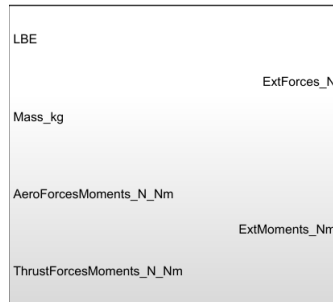 LBE
ExtForces_N
Mass_kg
AeroForcesMoments_N_Nm
ExtMoments_Nm
ThrustForcesMoments_N_Nm